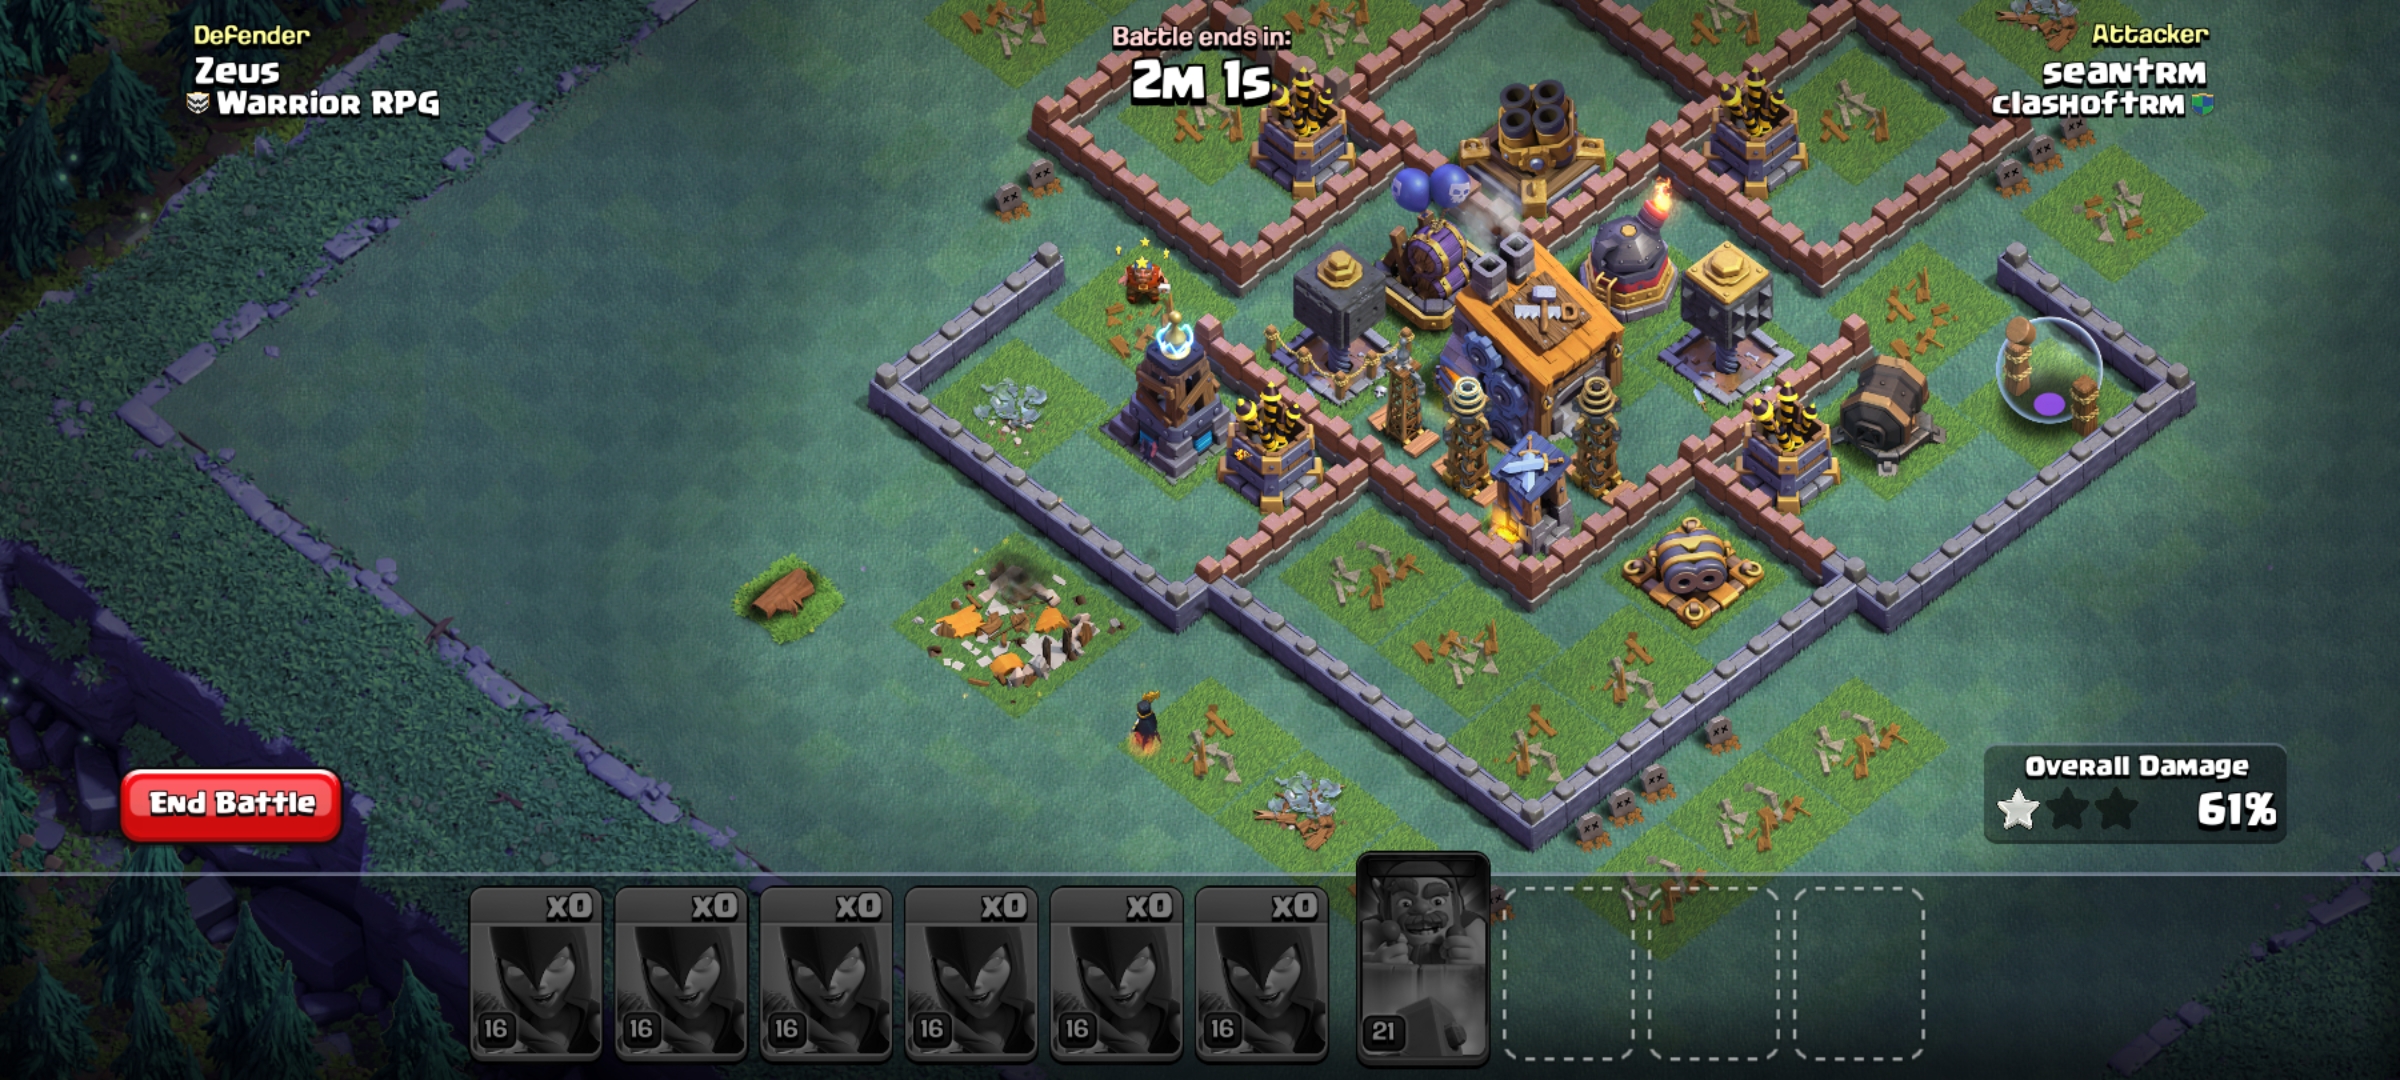 Defender
Zeus
Warrior RPG
Battle ends in:
2M 1S
Attacker
seantRM
clashoftRM
End Battle
Overall Damage
61%
x0 x0 x0 x0 x0 x0
16 16 16 16 16 16 21